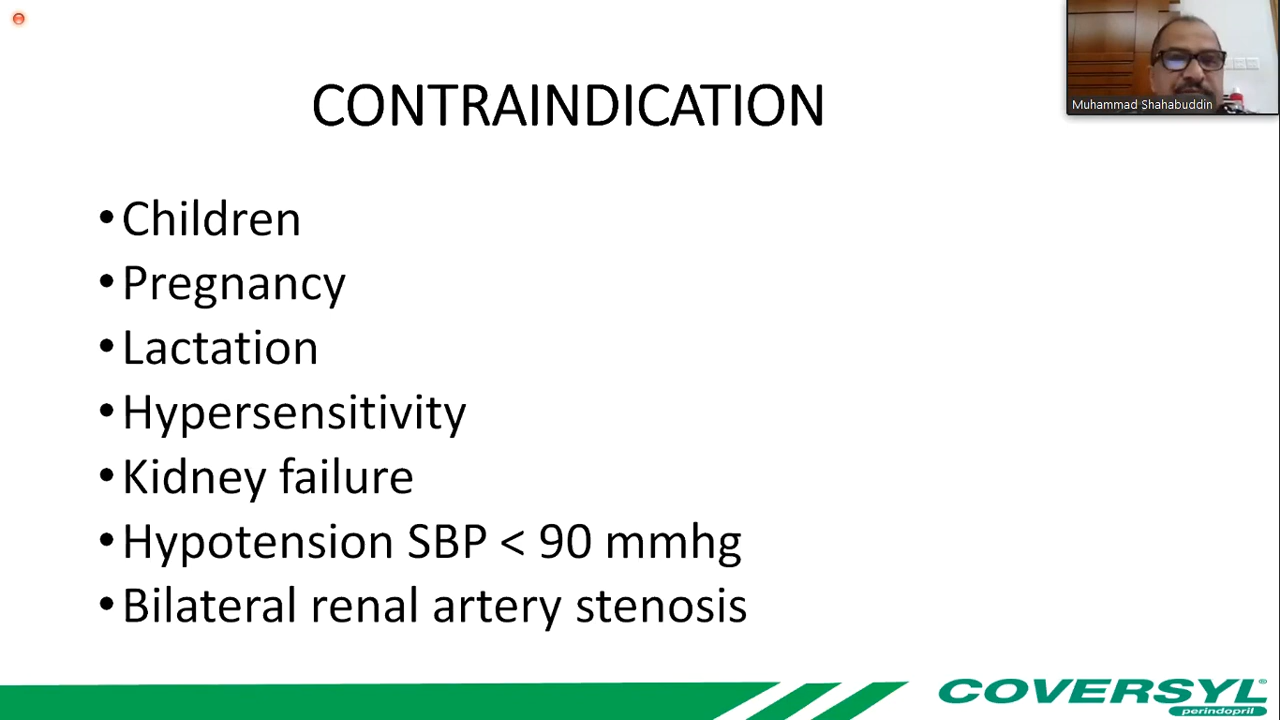 Muhammad Shahabuddin
CONTRAINDICATION
• Children
• Pregnancy
• Lactation
• Hypersensitivity
• Kidney failure
• Hypotension SBP < 90 mmhg
• Bilateral renal artery stenosis
COVERSYL®
perindopril